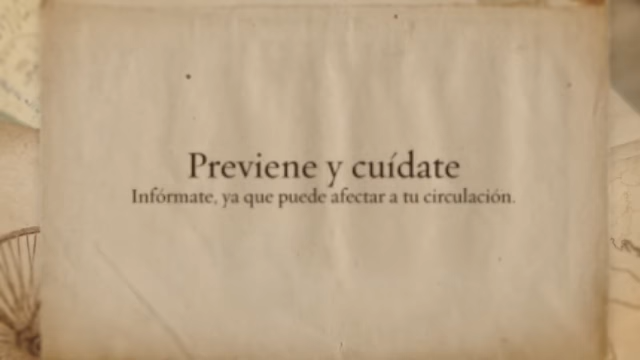 Previene y cuídate
Infórmate, ya que puede afectar a tu circulación.